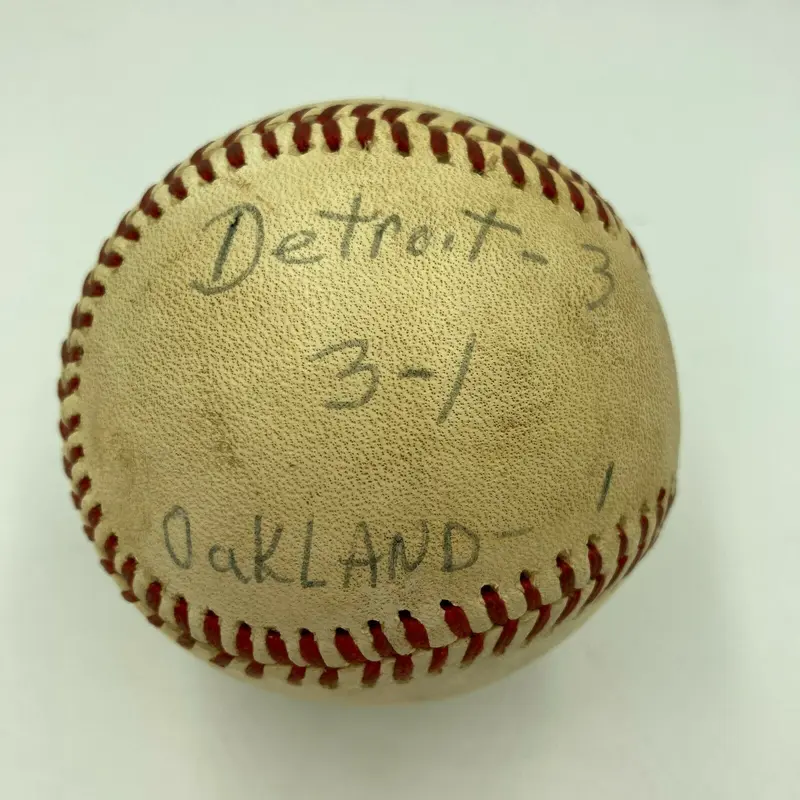 Detroit - 3
3-1
OakLAND - 1